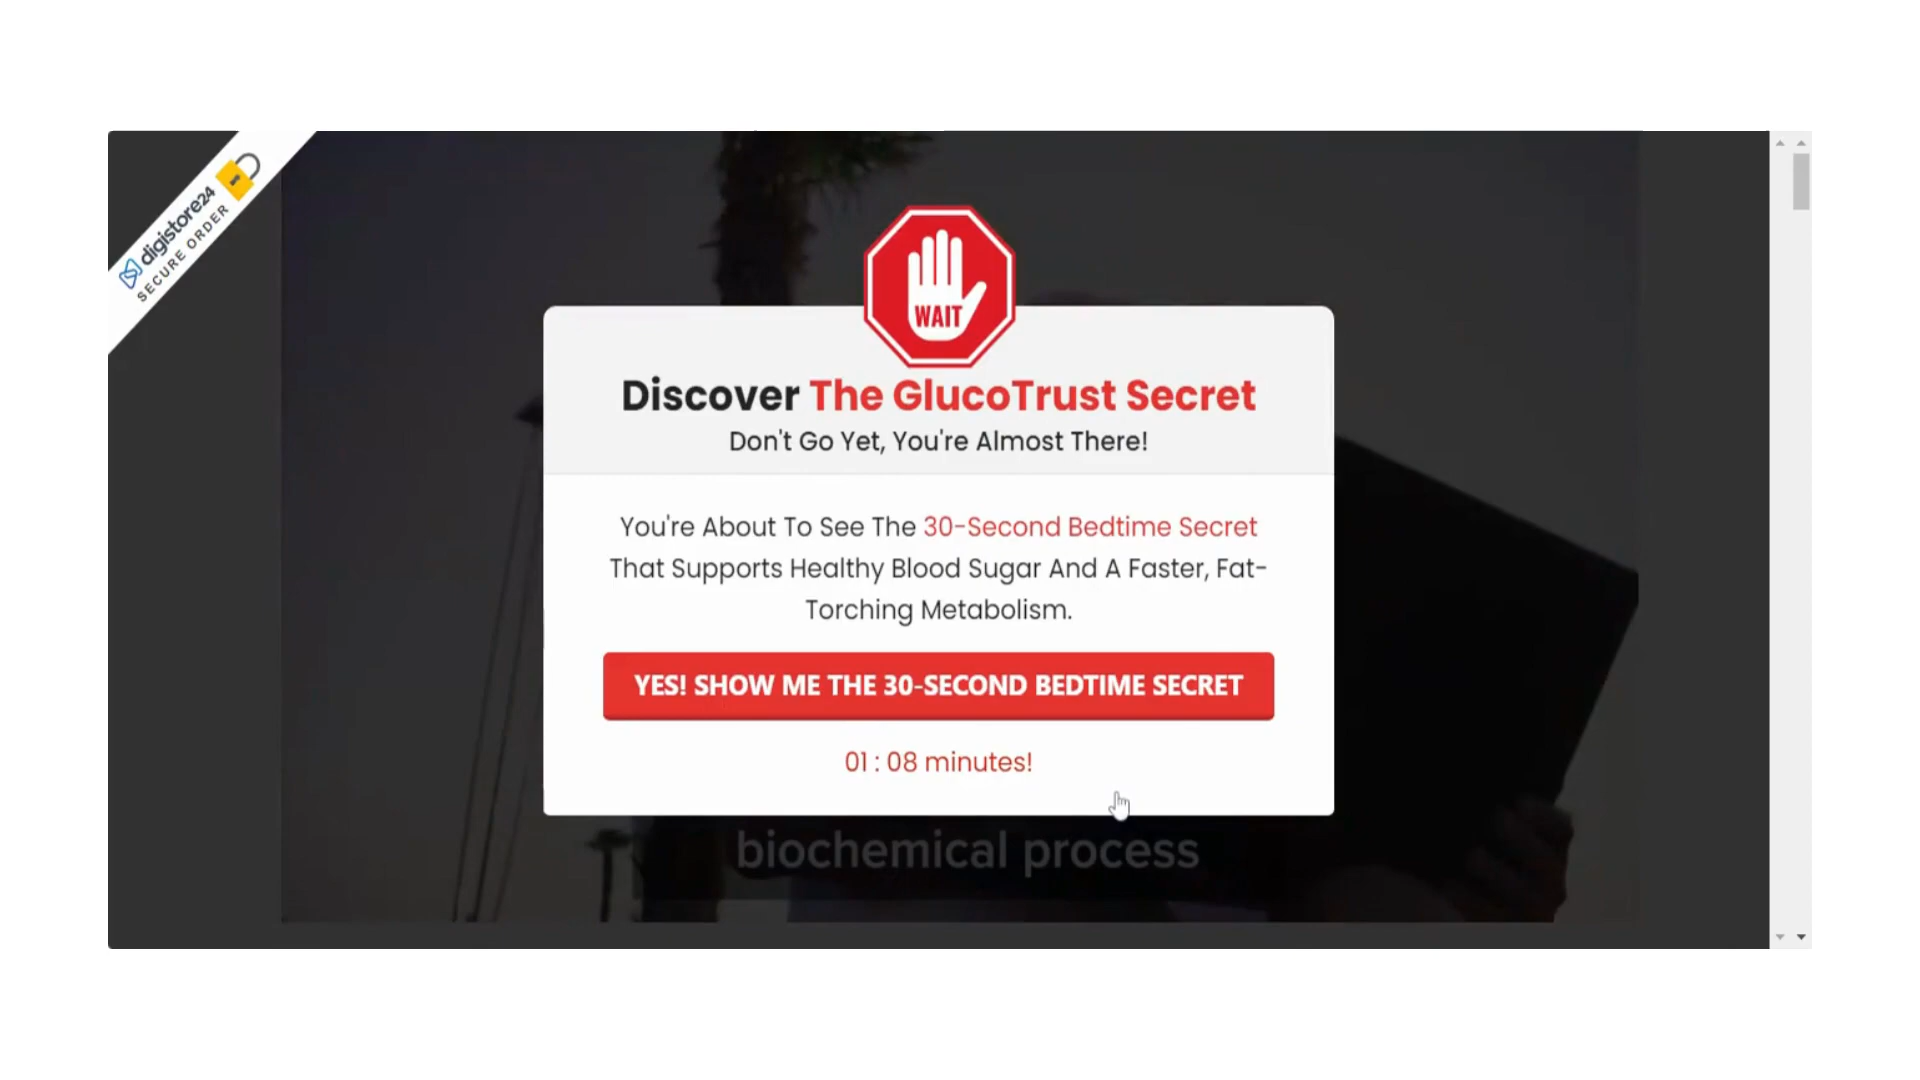 digistore24
SECURE ORDER
WAIT
Discover The GlucoTrust Secret
Don't Go Yet, You're Almost There!
You're About To See The 30-Second Bedtime Secret
That Supports Healthy Blood Sugar And A Faster, Fat-
Torching Metabolism.
YES! SHOW ME THE 30-SECOND BEDTIME SECRET
01 : 08 minutes!
biochemical process